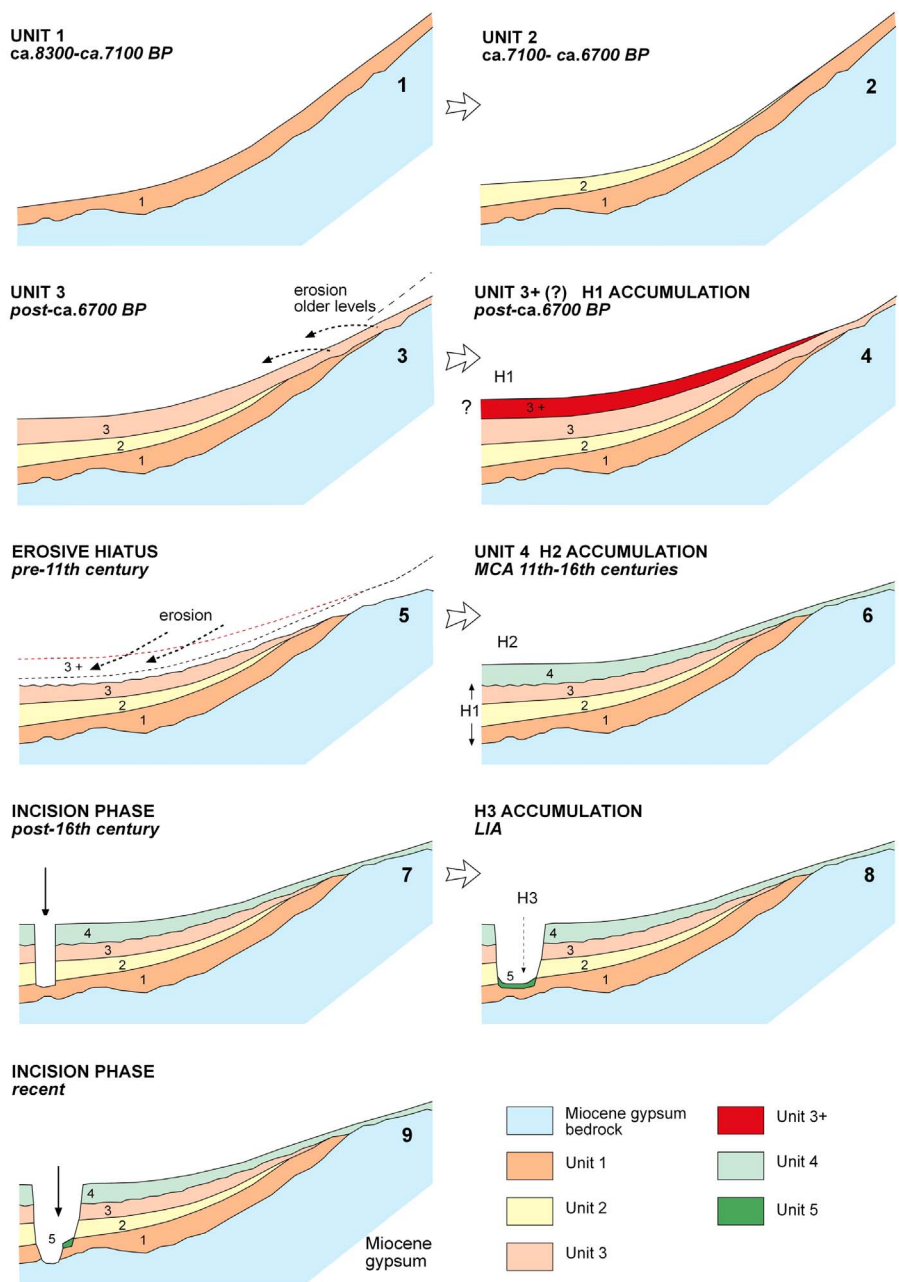 UNIT 1
ca.8300-ca.7100 BP
1
1
UNIT 2
ca.7100- ca.6700 BP
2
2
1
UNIT 3
post-ca.6700 BP
erosion
older levels
3
3
2
1
UNIT 3+ (?) H1 ACCUMULATION
post-ca.6700 BP
4
H1
?
3 +
3
2
1
EROSIVE HIATUS
pre-11th century
erosion
5
3 +
3
2
1
UNIT 4 H2 ACCUMULATION
MCA 11th-16th centuries
6
H2
4
3
H1
2
1
INCISION PHASE
post-16th century
7
4
3
2
1
H3 ACCUMULATION
LIA
8
H3
4
3
5
2
1
INCISION PHASE
recent
9
4
3
2
5
1
Miocene
gypsum
Miocene gypsum
bedrock
Unit 1
Unit 2
Unit 3
Unit 3+
Unit 4
Unit 5